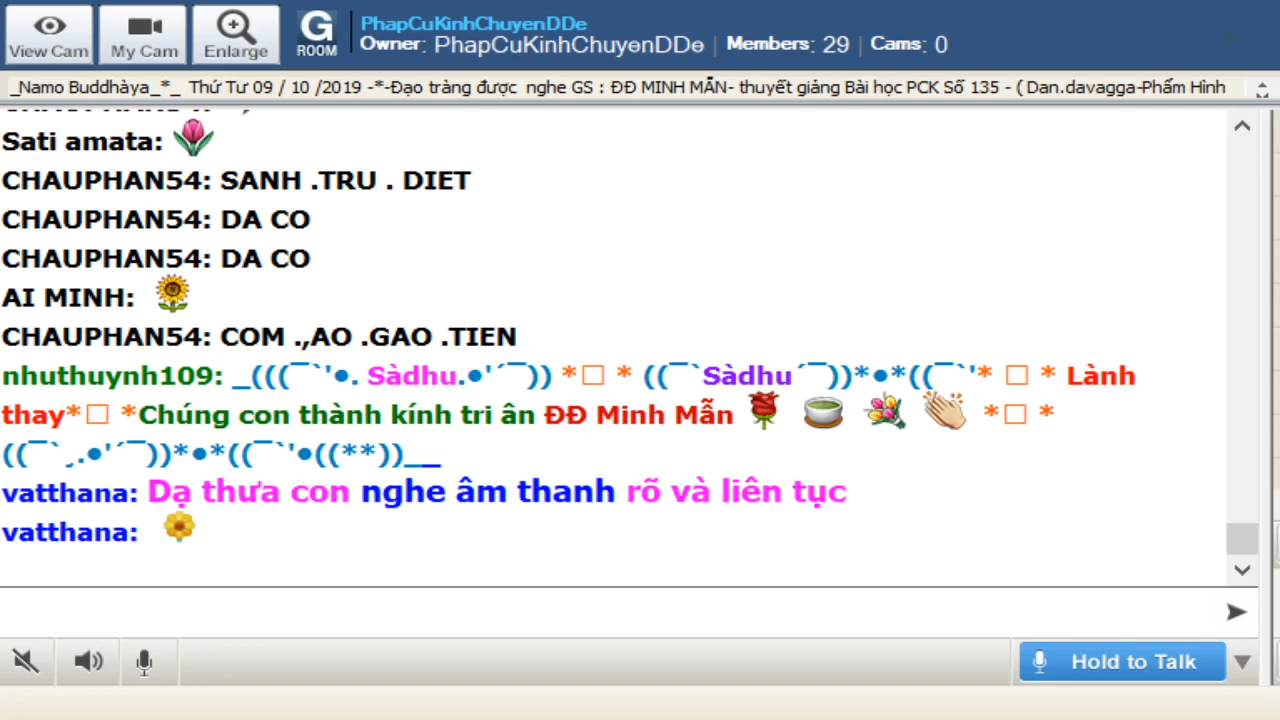 View Cam
My Cam
Enlarge
G
ROOM
PhapCuKinhChuyenDDe
Owner: PhapCuKinhChuyenDDe | Members: 29 | Cams: 0
_Namo Buddhàya_*_ Thứ Tư 09 / 10 /2019 -*-Đạo tràng được nghe GS : ĐĐ MINH MẪN- thuyết giảng Bài học PCK Số 135 - ( Dan.davagga-Phẩm Hình
Sati amata:
CHAUPHAN54: SANH .TRU . DIET
CHAUPHAN54: DA CO
CHAUPHAN54: DA CO
AI MINH:
CHAUPHAN54: COM .,AO .GAO .TIEN
nhuthuynh109: _(((¯`'●. Sàdhu.●'´¯)) *☐ * ((¯`Sàdhu´¯))*●*((¯`'* ☐ * Lành
thay*☐ *Chúng con thành kính tri ân ĐĐ Minh Mẫn *☐ *
((¯`¸.●'´¯))*●*((¯`'●((**))__
vatthana: Dạ thưa con nghe âm thanh rõ và liên tục
vatthana:
Hold to Talk